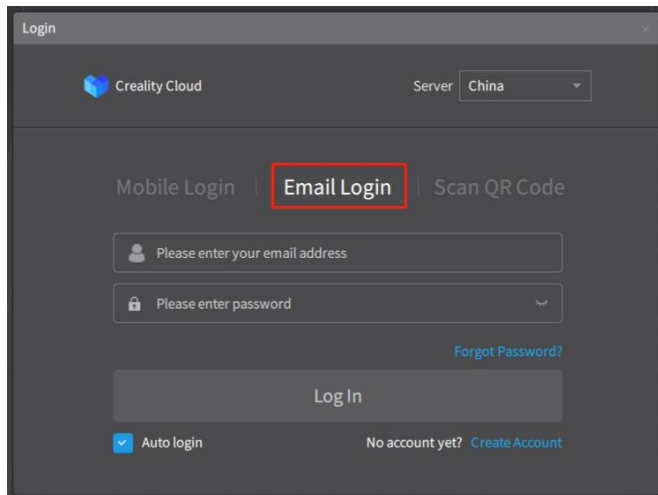 Login
Creality Cloud Server China
Mobile Login Email Login Scan QR Code
Please enter your email address
Please enter password
Forgot Password?
Log In
Auto login No account yet? Create Account